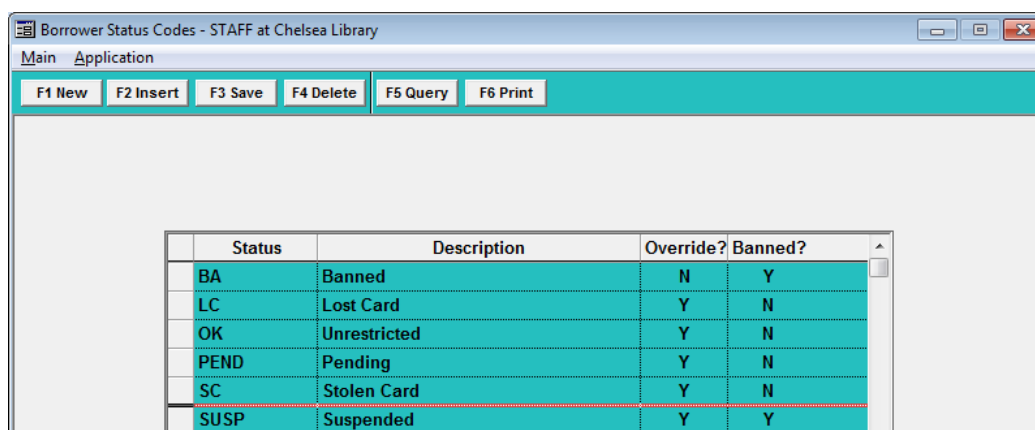 Borrower Status Codes - STAFF at Chelsea Library
Main Application
F1 New F2 Insert F3 Save F4 Delete F5 Query F6 Print
Status Description Override? Banned?
BA Banned N Y
LC Lost Card Y N
OK Unrestricted Y N
PEND Pending Y N
SC Stolen Card Y N
SUSP Suspended Y Y